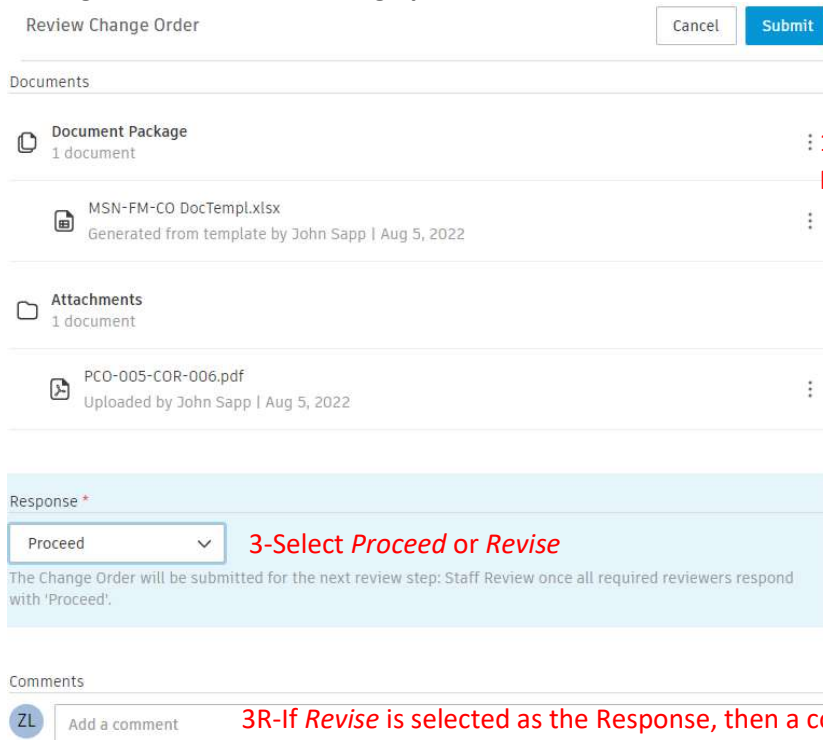 Review Change Order
Cancel
Submit
Documents
Document Package
1 document
MSN-FM-CO DocTempl.xlsx
Generated from template by John Sapp | Aug 5, 2022
Attachments
1 document
PCO-005-COR-006.pdf
Uploaded by John Sapp | Aug 5, 2022
Response *
Proceed
3-Select Proceed or Revise
The Change Order will be submitted for the next review step: Staff Review once all required reviewers respond
with 'Proceed'.
Comments
ZL
Add a comment
3R-If Revise is selected as the Response, then a